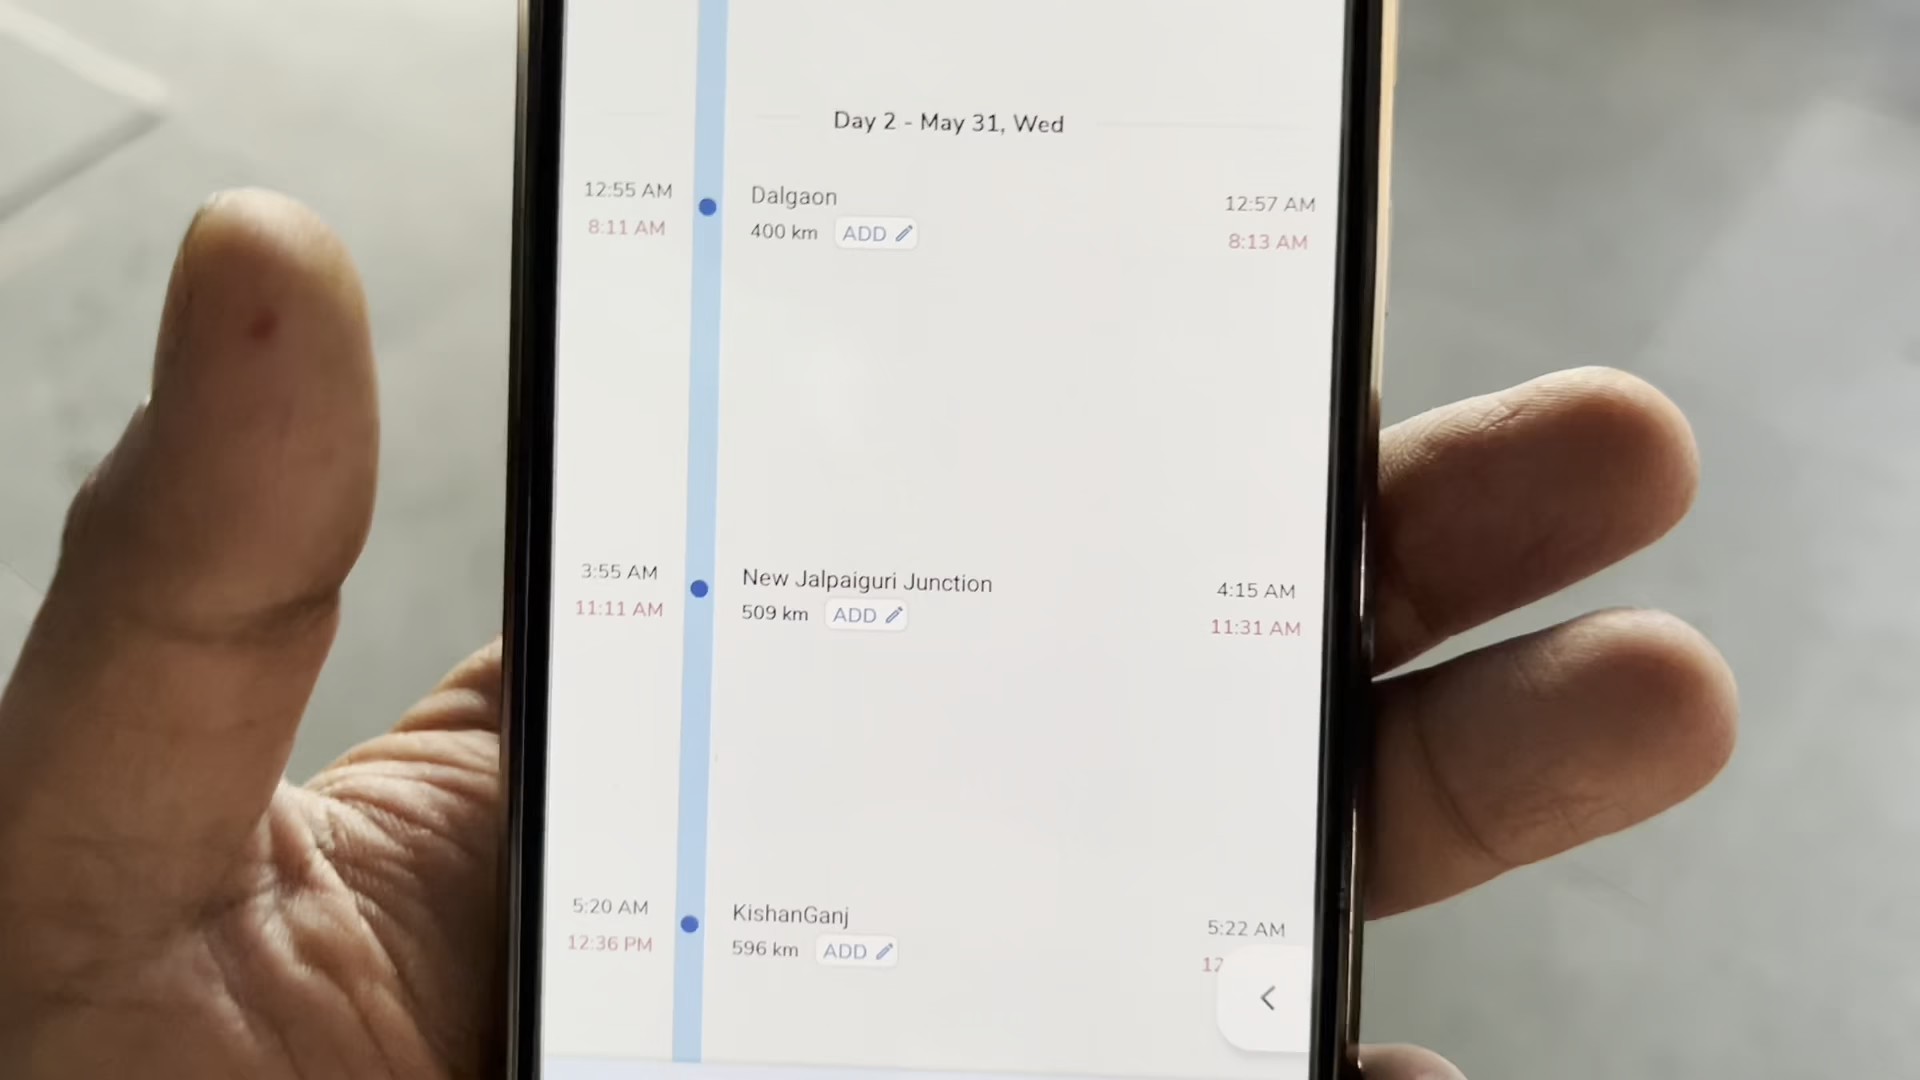 Day 2 - May 31, Wed
12:55 AM Dalgaon 12:57 AM
8:11 AM 400 km ADD 8:13 AM
3:55 AM New Jalpaiguri Junction 4:15 AM
11:11 AM 509 km ADD 11:31 AM
5:20 AM KishanGanj 5:22 AM
12:36 PM 596 km ADD